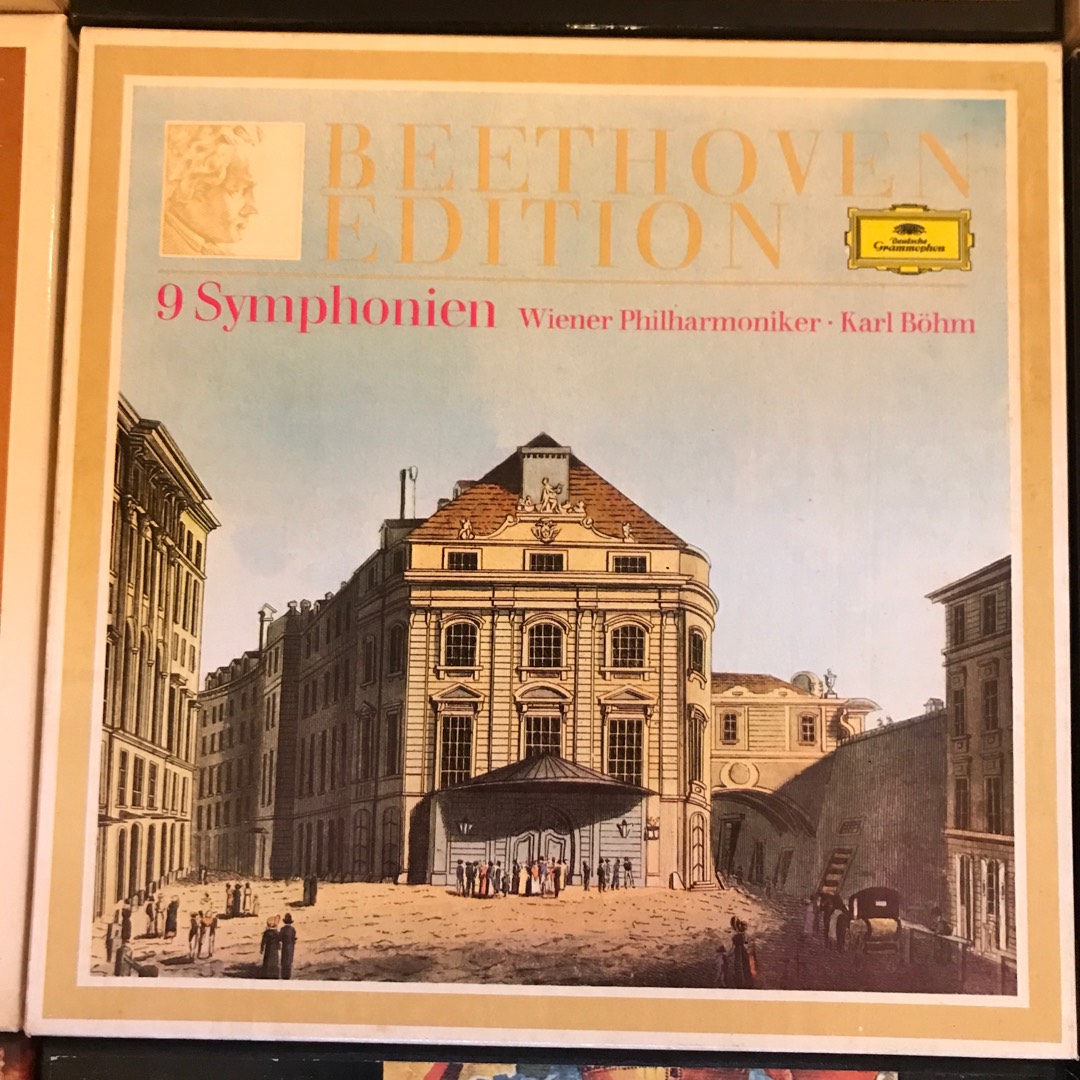 BEETHOVEN
EDITION
Deutsche
Grammophon
9 Symphonien Wiener Philharmoniker · Karl Böhm